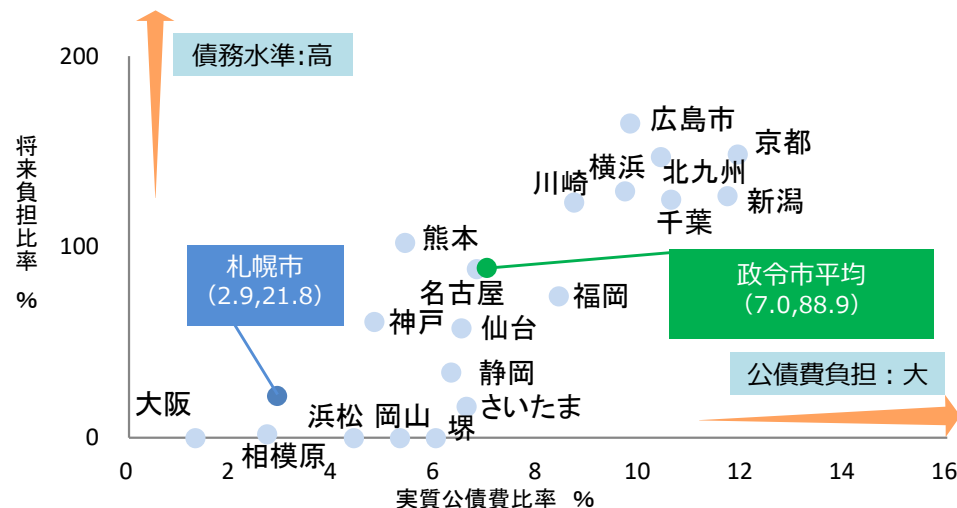 債務水準:高
200
将来負担比率 %
広島市
京都
横浜
北九州
川崎
新潟
千葉
100
熊本
札幌市
(2.9,21.8)
政令市平均
(7.0,88.9)
名古屋
福岡
神戸
仙台
静岡
公債費負担：大
大阪
さいたま
浜松
岡山
堺
0
相模原
0 2 4 6 8 10 12 14 16
実質公債費比率 %